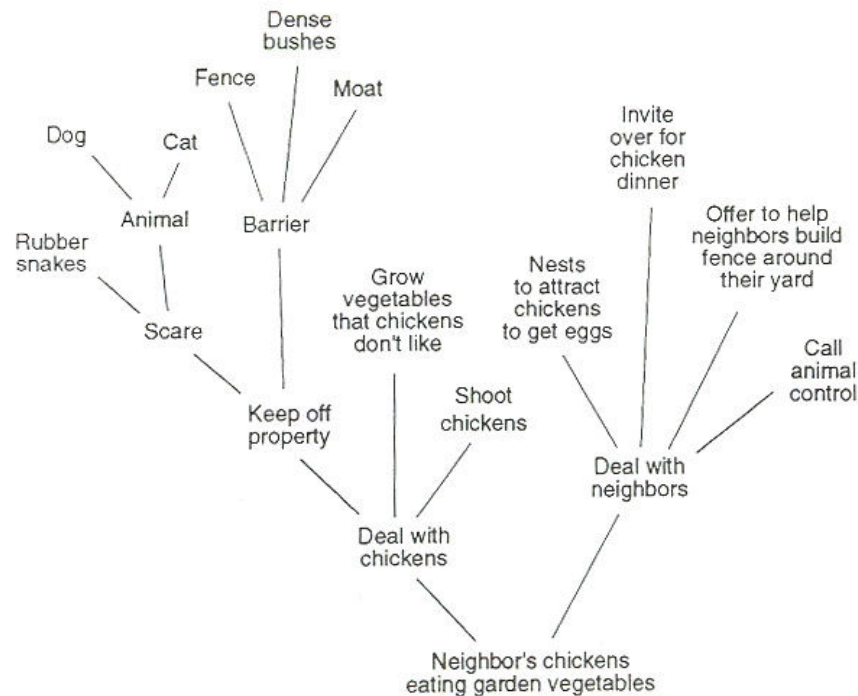 Dense
bushes
Fence
Moat
Dog
Cat
Invite
over for
chicken
dinner
Animal
Barrier
Offer to help
neighbors build
fence around
their yard
Rubber
snakes
Grow
vegetables
that chickens
don't like
Nests
to attract
chickens
to get eggs
Scare
Call
animal
control
Keep off
property
Shoot
chickens
Deal with
neighbors
Deal with
chickens
Neighbor's chickens
eating garden vegetables